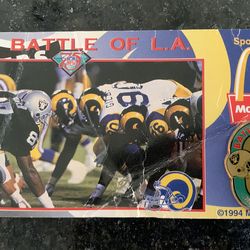 BATTLE OF L.A.
Spo
Mc
©1994 M